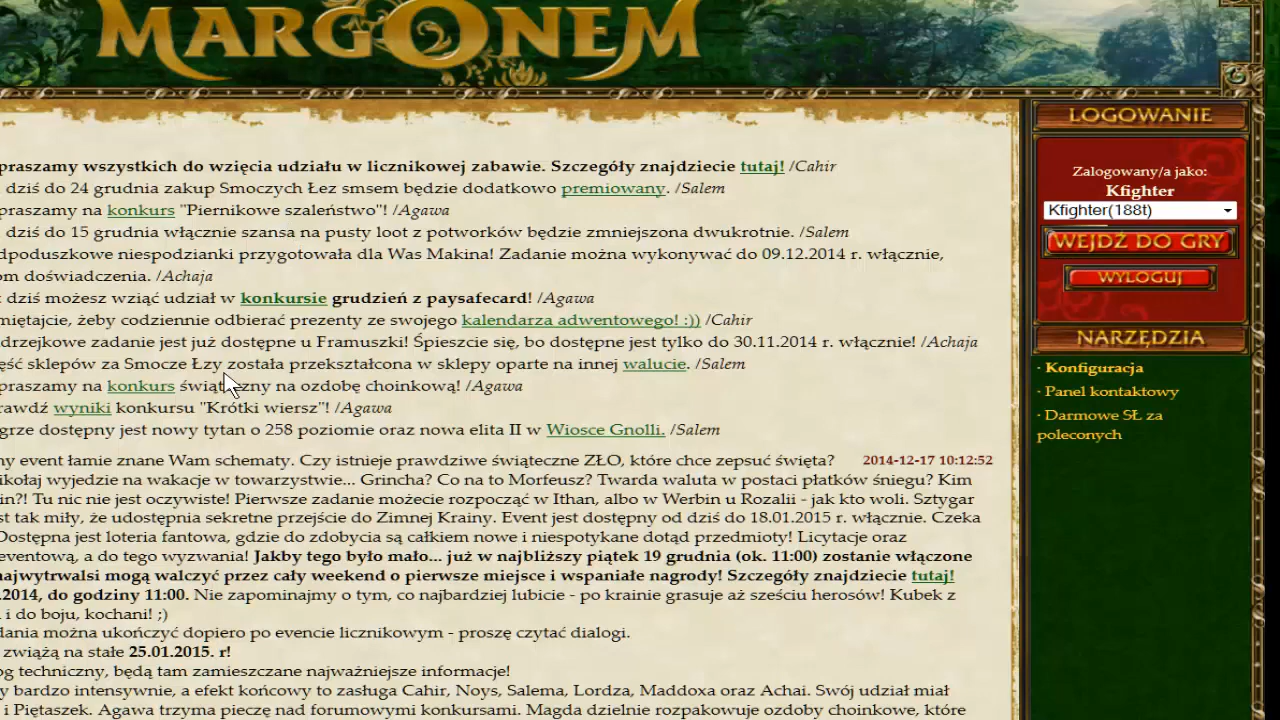 MARGONEM
praszamy wszystkich do wzięcia udziału w licznikowej zabawie. Szczegóły znajdziecie tutaj! /Cahir
dziś do 24 grudnia zakup Smoczych Łez smsem będzie dodatkowo premiowany. /Salem
praszamy na konkurs "Piernikowe szaleństwo"! /Agawa
dziś do 15 grudnia włącznie szansa na pusty loot z potworków będzie zmniejszona dwukrotnie. /Salem
dpoduszkowe niespodzianki przygotowała dla Was Makina! Zadanie można wykonywać do 09.12.2014 r. włącznie,
om doświadczenia. /Achaja
dziś możesz wziąć udział w konkursie grudzień z paysafecard! /Agawa
miętajcie, żeby codziennie odbierać prezenty ze swojego kalendarza adwentowego! :)) /Cahir
drzejkowe zadanie jest już dostępne u Framuszki! Śpieszcie się, bo dostępne jest tylko do 30.11.2014 r. włącznie! /Achaja
ęść sklepów za Smocze Łzy została przekształcona w sklepy oparte na innej walucie. /Salem
praszamy na konkurs świąteczny na ozdobę choinkową! /Agawa
rawdź wyniki konkursu "Krótki wiersz"! /Agawa
grze dostępny jest nowy tytan o 258 poziomie oraz nowa elita II w Wiosce Gnolli. /Salem
ny event łamie znane Wam schematy. Czy istnieje prawdziwe świąteczne ZŁO, które chce zepsuć święta? 2014-12-17 10:12:52
ikołaj wyjedzie na wakacje w towarzystwie... Grincha? Co na to Morfeusz? Twarda waluta w postaci płatków śniegu? Kim
in?! Tu nic nie jest oczywiste! Pierwsze zadanie możecie rozpocząć w Ithan, albo w Werbin u Rozalii - jak kto woli. Sztygar
st tak miły, że udostępnia sekretne przejście do Zimnej Krainy. Event jest dostępny od dziś do 18.01.2015 r. włącznie. Czeka
Dostępna jest loteria fantowa, gdzie do zdobycia są całkiem nowe i niespotykane dotąd przedmioty! Licytacje oraz
eventową, a do tego wyzwania! Jakby tego było mało... już w najbliższy piątek 19 grudnia (ok. 11:00) zostanie włączone
najwytrwalsi mogą walczyć przez cały weekend o pierwsze miejsce i wspaniałe nagrody! Szczegóły znajdziecie tutaj!
.2014, do godziny 11:00. Nie zapominajmy o tym, co najbardziej lubicie - po krainie grasuje aż sześciu herosów! Kubek z
i do boju, kochani! ;)
dania można ukończyć dopiero po evencie licznikowym - proszę czytać dialogi.
zwiążą na stałe 25.01.2015. r!
og techniczny, będą tam zamieszczane najważniejsze informacje!
y bardzo intensywnie, a efekt końcowy to zasługa Cahir, Noys, Salema, Lordza, Maddoxa oraz Achai. Swój udział miał
i Piętaszek. Agawa trzyma pieczę nad forumowymi konkursami. Magda dzielnie rozpakowuje ozdoby choinkowe, które
LOGOWANIE
Zalogowany/a jako:
Kfighter
Kfighter(188t)
WEJDŹ DO GRY
WYLOGUJ
NARZĘDZIA
· Konfiguracja
· Panel kontaktowy
· Darmowe SŁ za
poleconych